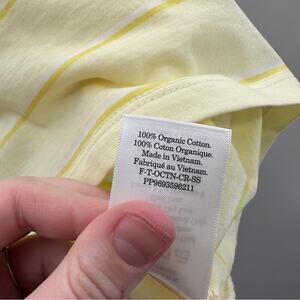 100% Organic Cotton.
100% Coton Organique.
Made in Vietnam.
Fabriqué au Vietnam.
F-T-OCTN-CR-SS
PP9693596211